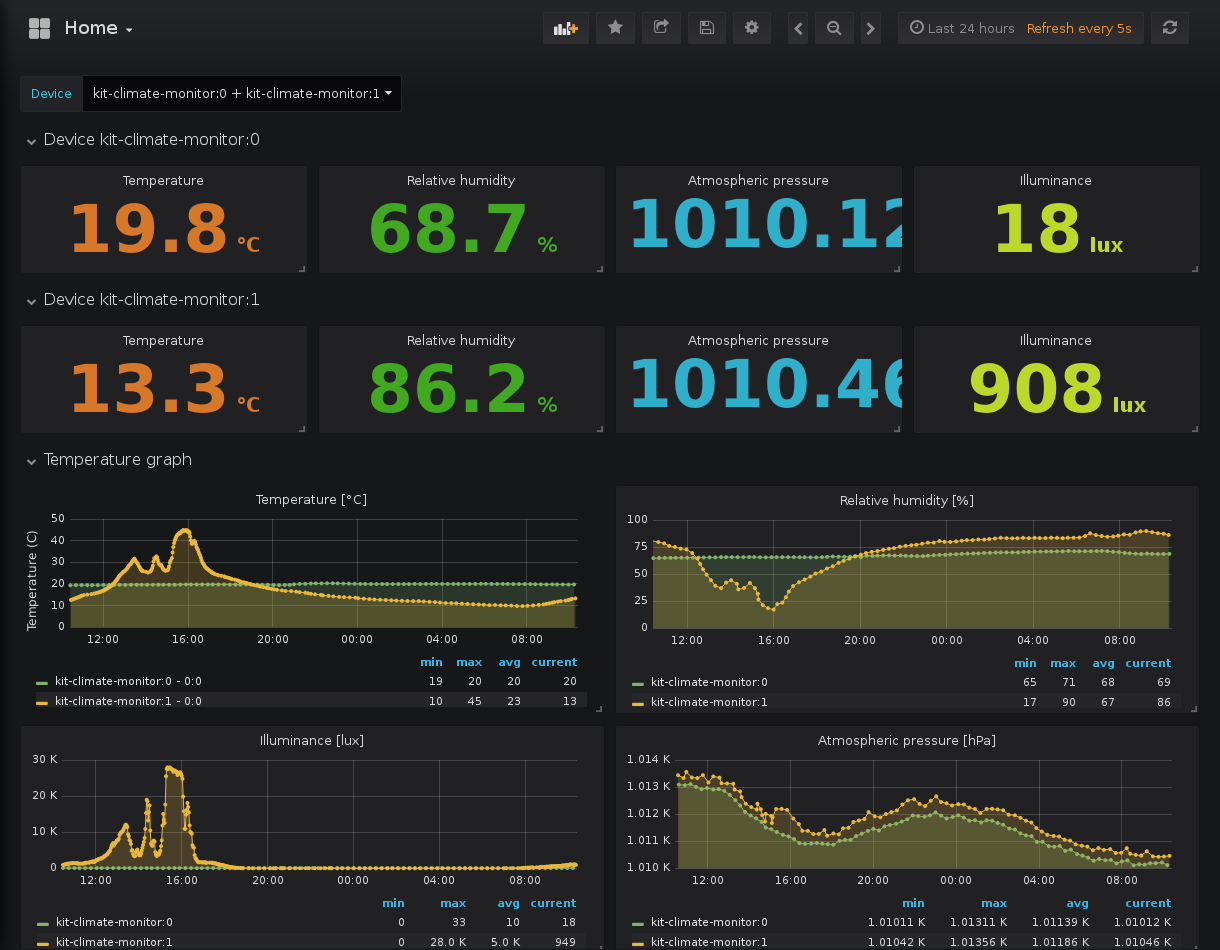 Home
Last 24 hours Refresh every 5s
Device kit-climate-monitor:0 + kit-climate-monitor:1
Device kit-climate-monitor:0
Temperature Relative humidity Atmospheric pressure Illuminance
19.8 °C 68.7 % 1010.12 18 lux
Device kit-climate-monitor:1
Temperature Relative humidity Atmospheric pressure Illuminance
13.3 °C 86.2 % 1010.46 908 lux
Temperature graph
Temperature [°C]
Temperature (C)
50
40
30
20
10
0
12:00 16:00 20:00 00:00 04:00 08:00
min max avg current
kit-climate-monitor:0 - 0:0 19 20 20 20
kit-climate-monitor:1 - 0:0 10 45 23 13
Relative humidity [%]
100
75
50
25
0
12:00 16:00 20:00 00:00 04:00 08:00
min max avg current
kit-climate-monitor:0 65 71 68 69
kit-climate-monitor:1 17 90 67 86
Illuminance [lux]
30 K
20 K
10 K
0
12:00 16:00 20:00 00:00 04:00 08:00
min max avg current
kit-climate-monitor:0 0 33 10 18
kit-climate-monitor:1 0 28.0 K 5.0 K 949
Atmospheric pressure [hPa]
1.014 K
1.013 K
1.012 K
1.011 K
1.010 K
12:00 16:00 20:00 00:00 04:00 08:00
min max avg current
kit-climate-monitor:0 1.01011 K 1.01311 K 1.01139 K 1.01012 K
kit-climate-monitor:1 1.01042 K 1.01356 K 1.01186 K 1.01046 K